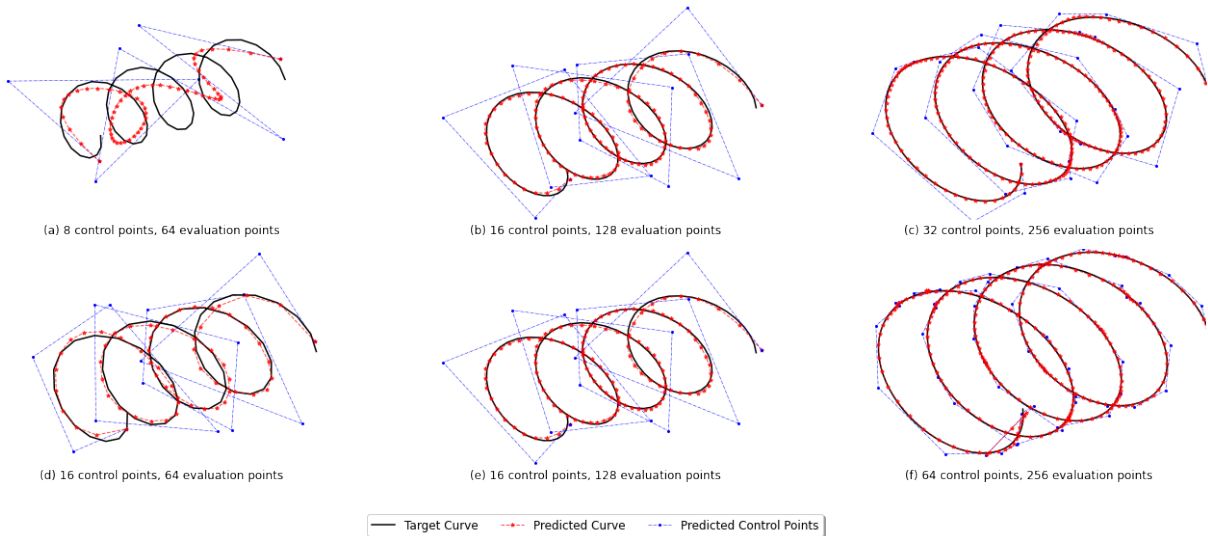 (a) 8 control points, 64 evaluation points
(b) 16 control points, 128 evaluation points
(c) 32 control points, 256 evaluation points
(d) 16 control points, 64 evaluation points
(e) 16 control points, 128 evaluation points
(f) 64 control points, 256 evaluation points
Target Curve
Predicted Curve
Predicted Control Points